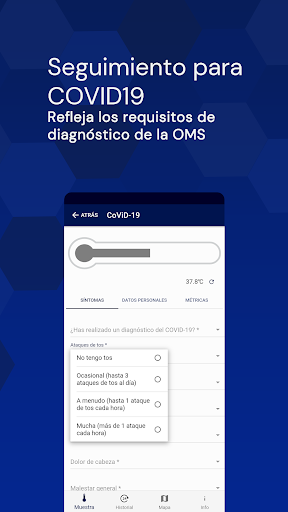 Seguimiento para
COVID19
Refleja los requisitos de
diagnóstico de la OMS
ATRÁS CoViD-19
37.8°C
SÍNTOMAS DATOS PERSONALES MÉTRICAS
¿Has realizado un diagnóstico del COVID-19? *
Ataques de tos *
No tengo tos
Ocasional (hasta 3
ataques de tos al día)
A menudo (hasta 1 ataque
de tos cada hora)
Mucha (más de 1 ataque
cada hora)
Dolor de cabeza *
Malestar general *
Muestra Historial Mapa Info